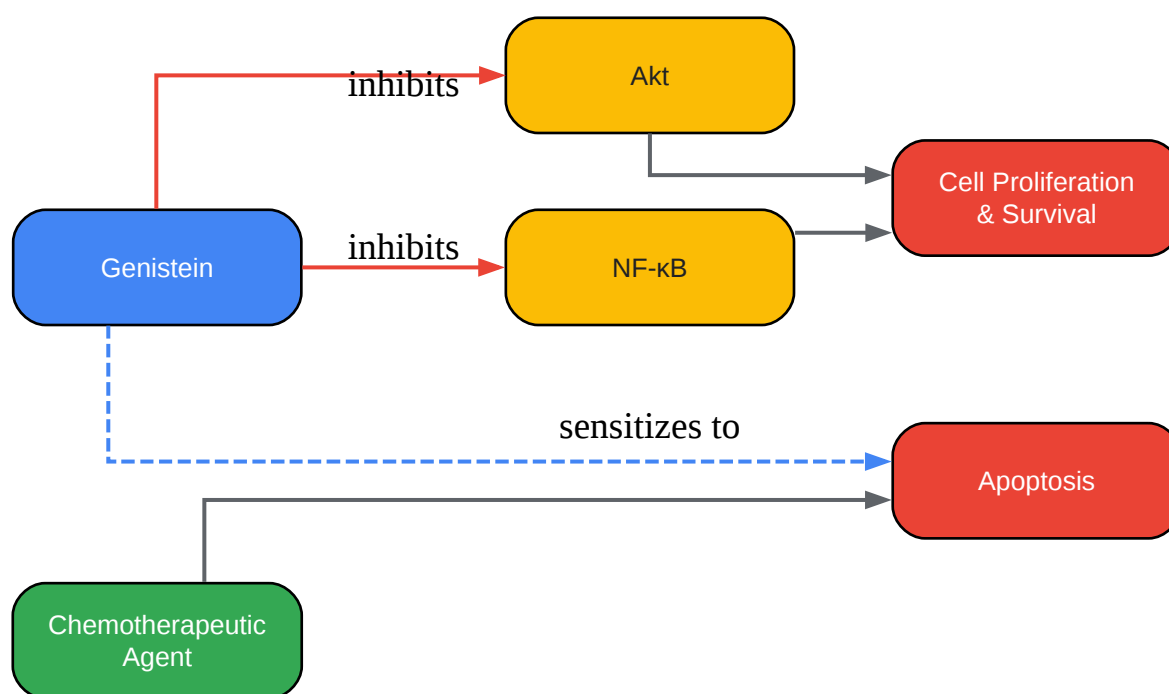 inhibits
Akt
Cell Proliferation
& Survival
Genistein
inhibits
NF-κB
sensitizes to
Apoptosis
Chemotherapeutic
Agent